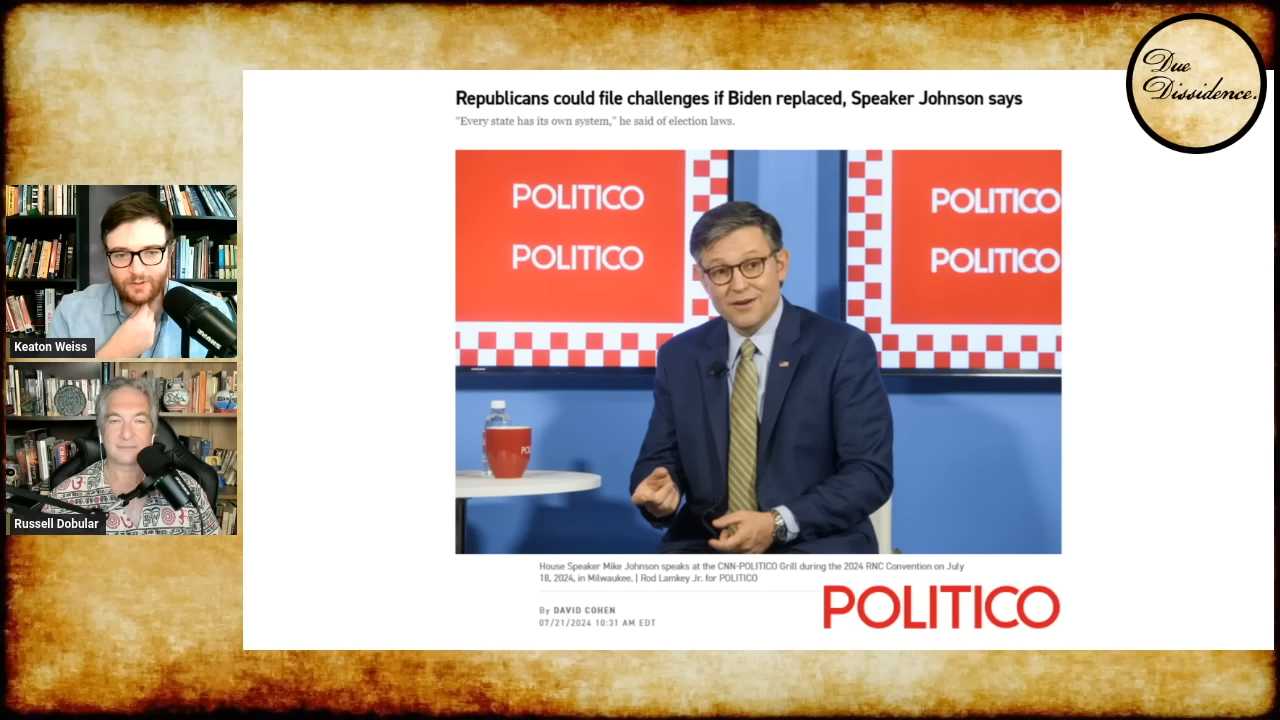 Due
Dissidence.
Republicans could file challenges if Biden replaced, Speaker Johnson says
“Every state has its own system,” he said of election laws.
POLITICO
POLITICO
POLITICO
POLITICO
PO
Keaton Weiss
Russell Dobular
House Speaker Mike Johnson speaks at the CNN-POLITICO Grill during the 2024 RNC Convention on July
18, 2024, in Milwaukee. | Rod Lamkey Jr. for POLITICO
By DAVID COHEN
07/21/2024 10:31 AM EDT
POLITICO